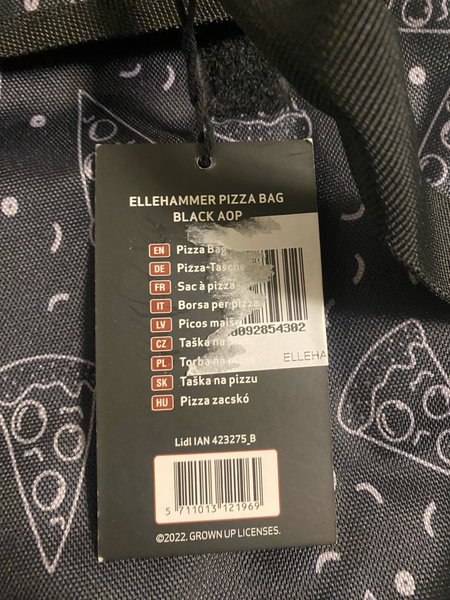 ELLEHAMMER PIZZA BAG
BLACK AOP
EN Pizza Bag
DE Pizza-Tasche
FR Sac à pizza
IT Borsa per pizza
LV Picos
CZ Taška na
PL Torba na
SK Taška na pizzu
HU Pizza zacskó
0092854302
ELLEHA
Lidl IAN 423275_B
5 711013 121969
©2022. GROWN UP LICENSES.